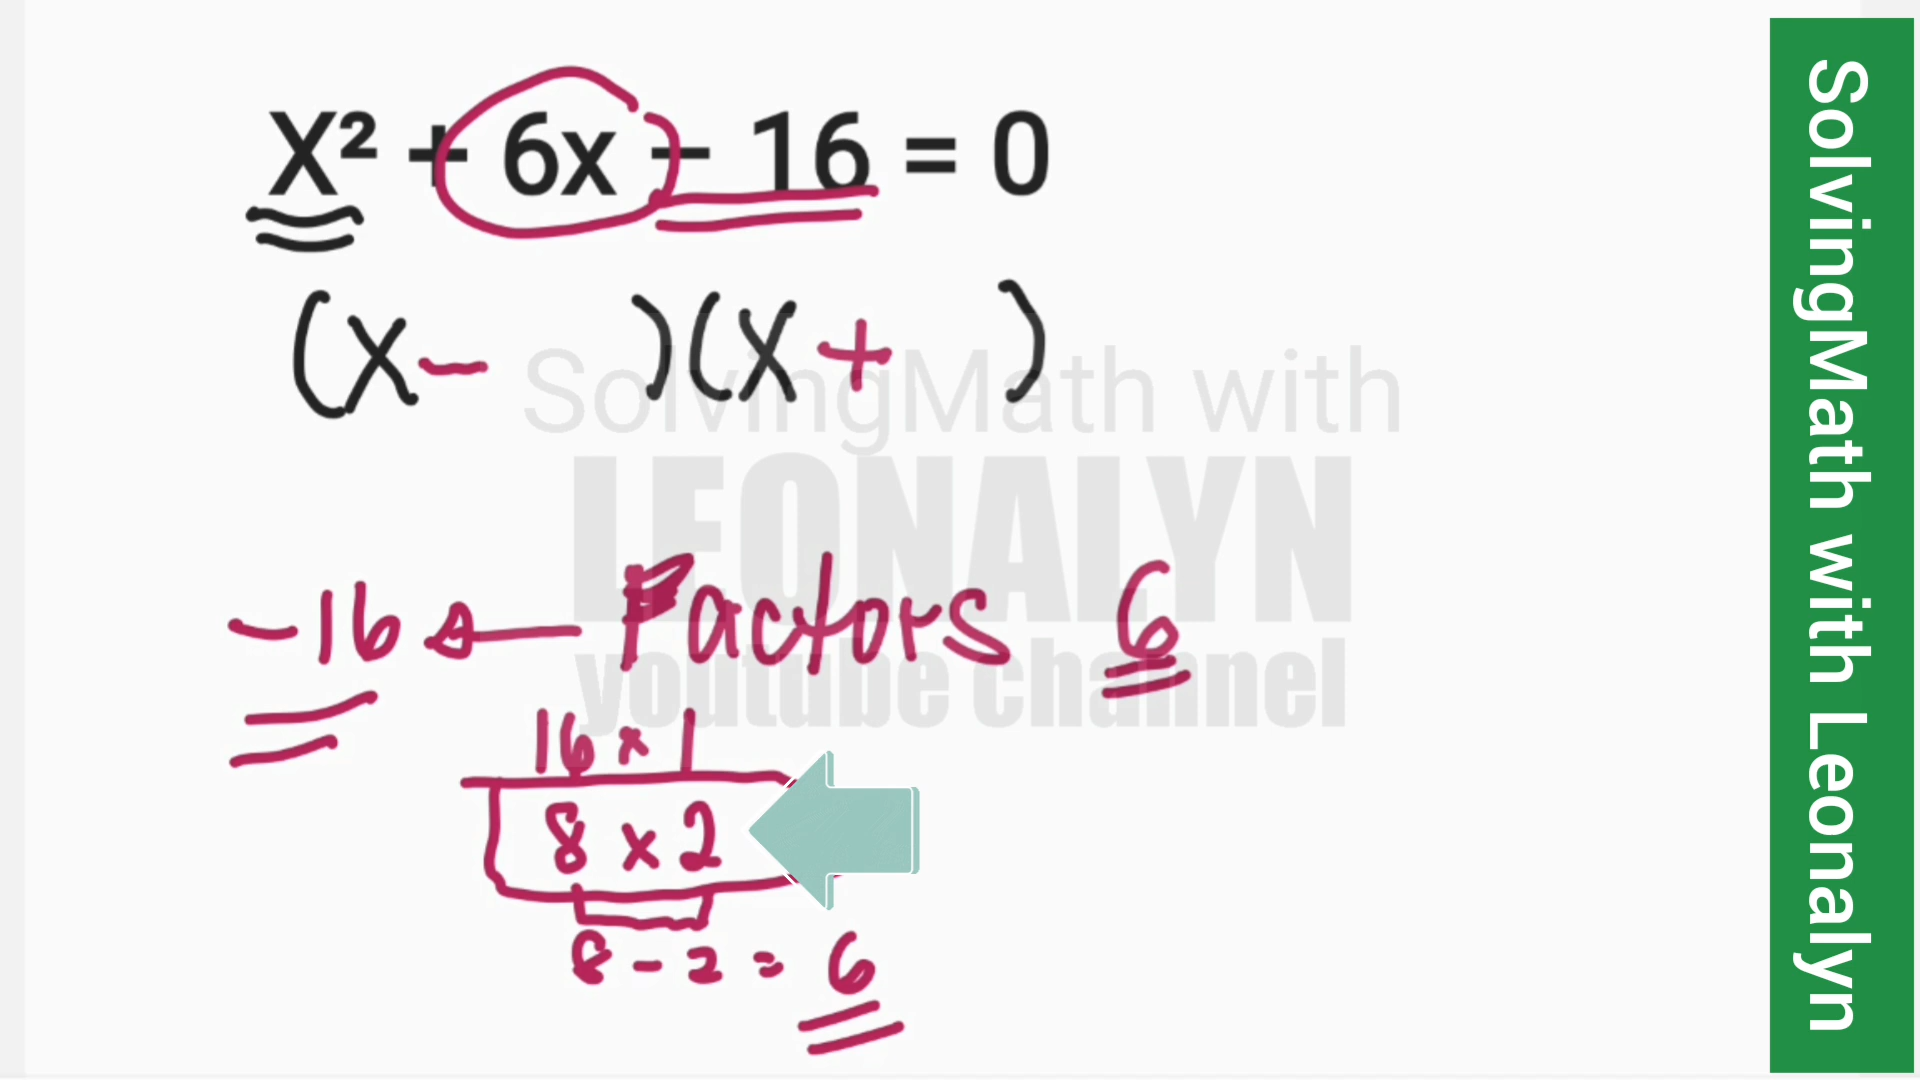 X² + 6x - 16 = 0
(x -    )(x +    )
SolvingMath with
LEONALYN
youtube channel
-16 ← Factors 6
16 x 1
8 x 2
8 - 2 = 6
SolvingMath with Leonalyn